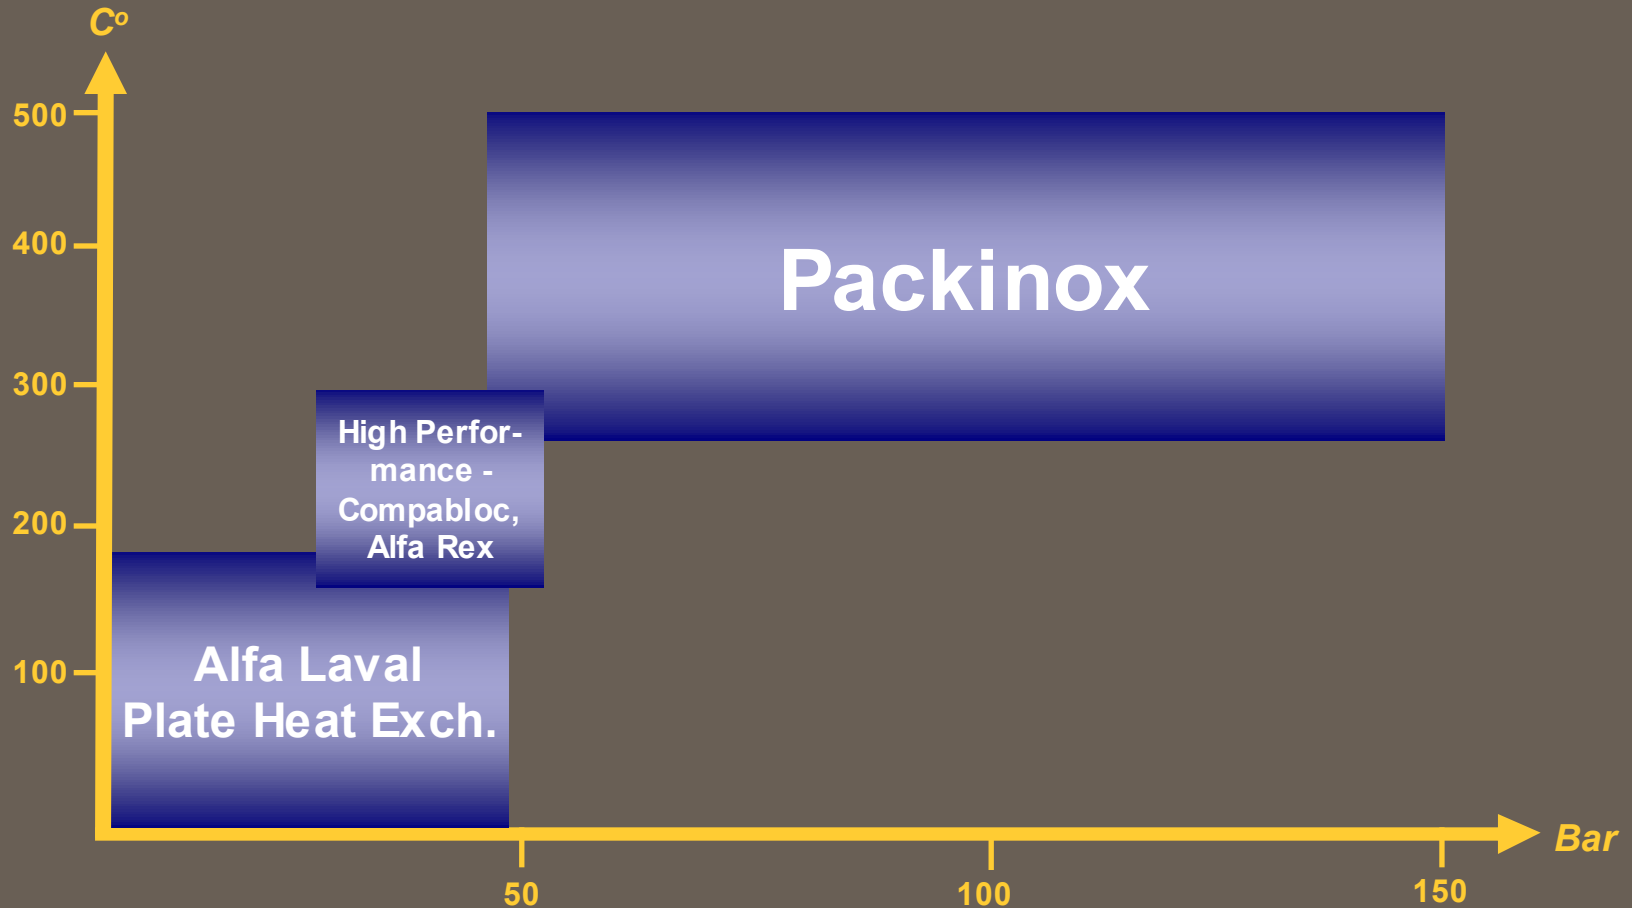 Cº
500
400
300
200
100
Packinox
High Perfor-
mance -
Compabloc,
Alfa Rex
Alfa Laval
Plate Heat Exch.
Bar
50
100
150